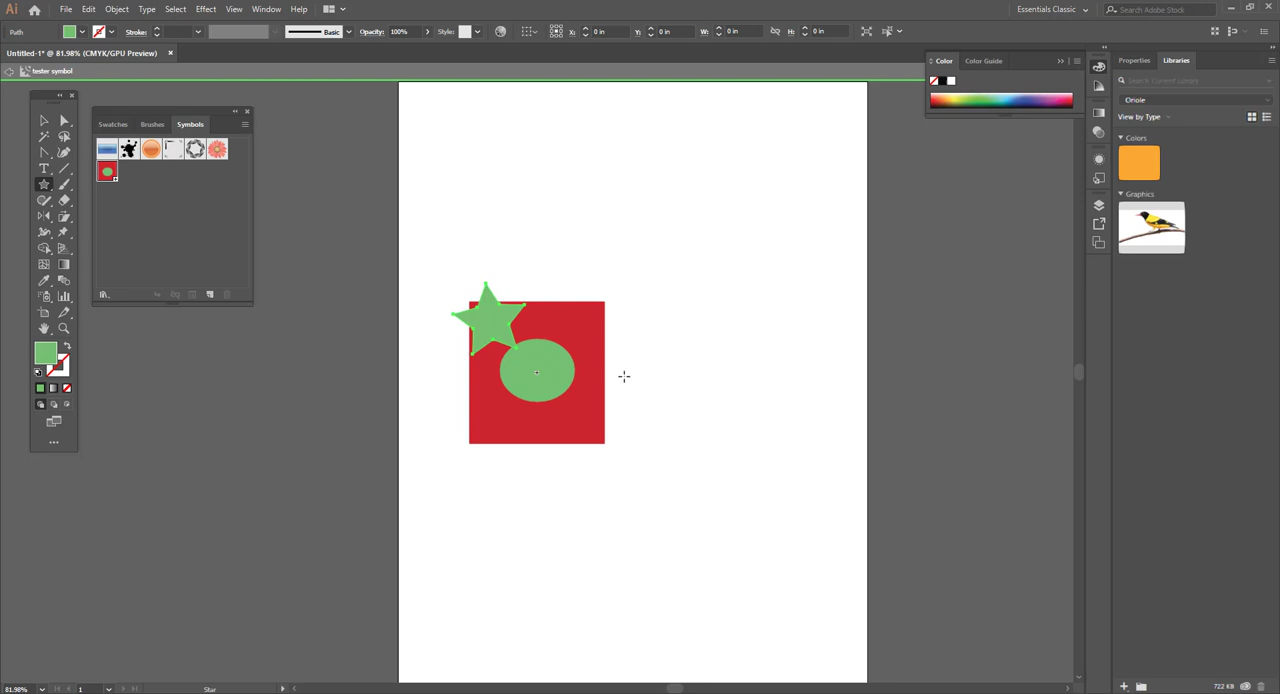 Ai File Edit Object Type Select Effect View Window Help Essentials Classic Search Adobe Stock
Path Stroke: Basic Opacity: 100% Style: X: 0 in Y: 0 in W: 0 in H: 0 in
Untitled-1* @ 81.98% (CMYK/GPU Preview)
tester symbol
Color Color Guide
Properties Libraries
Search Current Library
Oriole
View by Type
Colors
Graphics
Swatches Brushes Symbols
81.98% 1 Star 722 KB